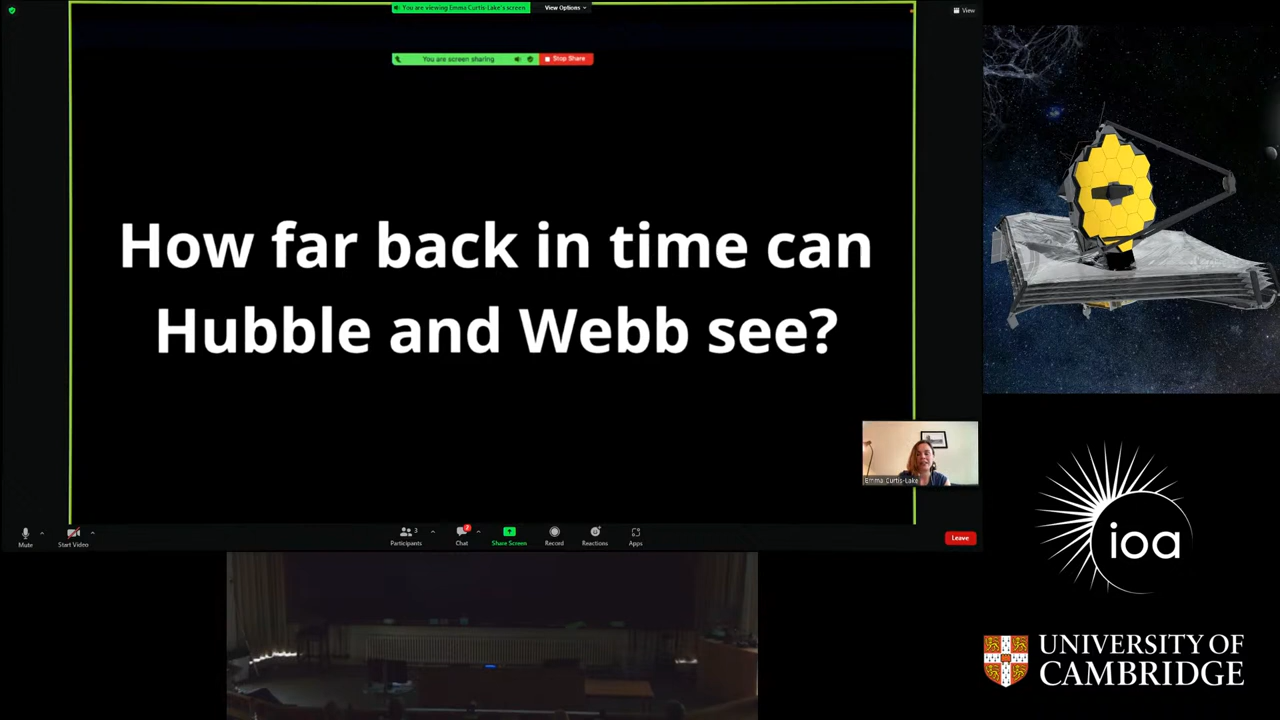 You are viewing Emma Curtis-Lake's screen
View Options
View
You are screen sharing
Stop Share
How far back in time can
Hubble and Webb see?
Emma Curtis-Lake
Mute
Start Video
Participants
3
Chat
Share Screen
Record
Reactions
Apps
Leave
ioa
UNIVERSITY OF
CAMBRIDGE